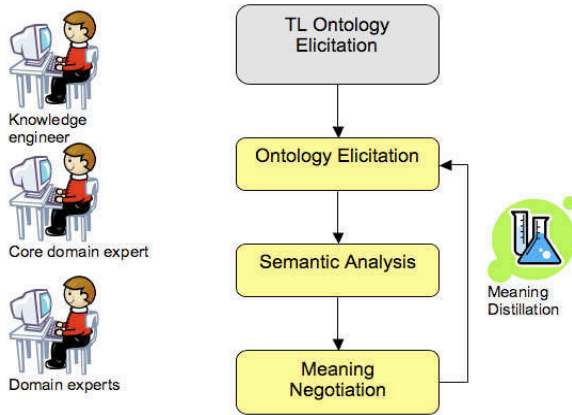 TL Ontology
Elicitation
Knowledge
engineer
Ontology Elicitation
Core domain expert
Semantic Analysis
Meaning
Distillation
Domain experts
Meaning
Negotiation